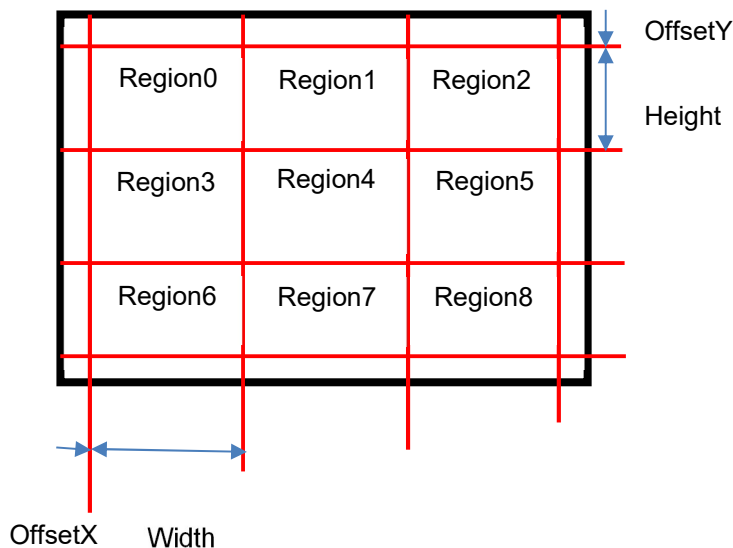 OffsetY
Region0 Region1 Region2
Height
Region3 Region4 Region5
Region6 Region7 Region8
OffsetX Width